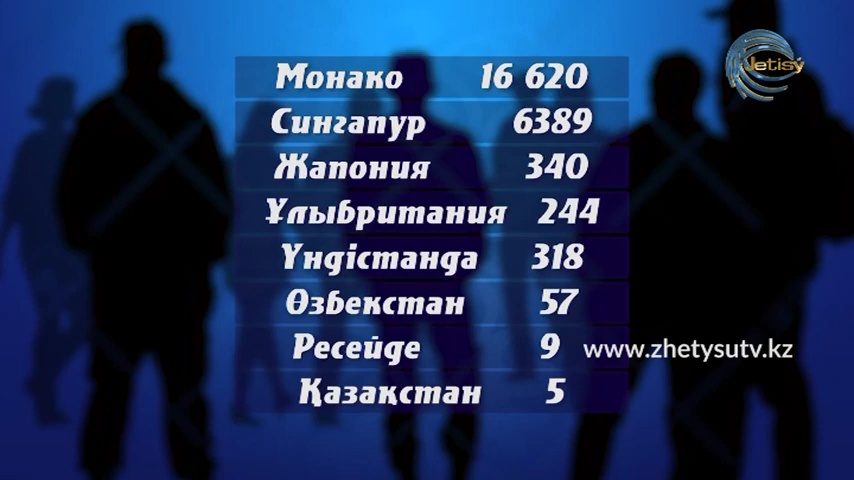 Jetisý
Монако 16 620
Сингапур 6389
Жапония 340
Ұлыбритания 244
Үндістанда 318
Өзбекстан 57
Ресейде 9
www.zhetysutv.kz
Қазақстан 5